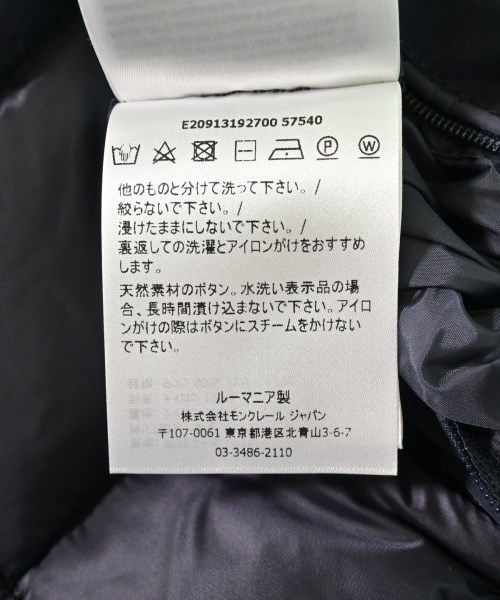 E20913192700 57540
P W
他のものと分けて洗って下さい。/
絞らないで下さい。/
浸けたままにしないで下さい。/
裏返しての洗濯とアイロンがけをおすすめ
します。
天然素材のボタン。水洗い表示品の場
合、長時間漬け込まないで下さい。アイロ
ンがけの際はボタンにスチームをかけない
で下さい。
ルーマニア製
株式会社モンクレール ジャパン
〒107-0061 東京都港区北青山3-6-7
03-3486-2110